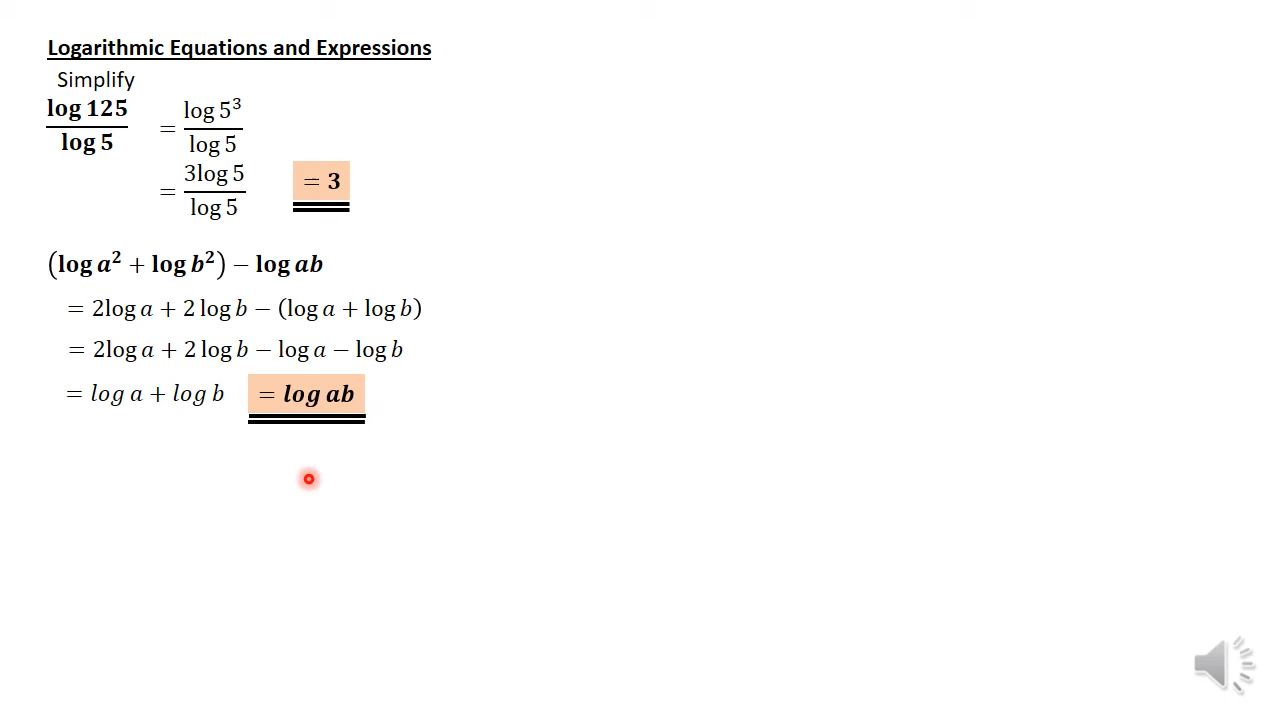 Logarithmic Equations and Expressions
Simplify
log 125 / log 5 = log 5³ / log 5
= 3log 5 / log 5 = 3
(log a² + log b²) − log ab
= 2log a + 2 log b − (log a + log b)
= 2log a + 2 log b − log a − log b
= log a + log b = log ab